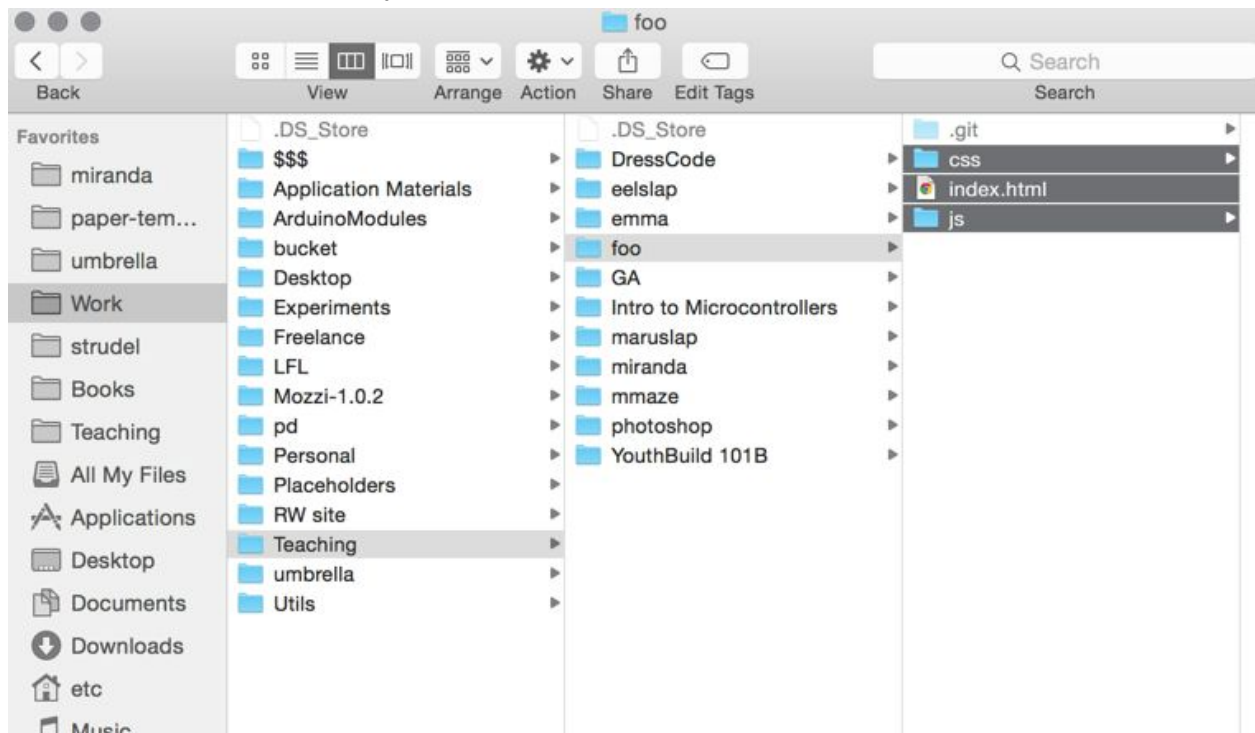 foo
Search
Back
View
Arrange
Action
Share
Edit Tags
Search
Favorites
miranda
paper-tem...
umbrella
Work
strudel
Books
Teaching
All My Files
Applications
Desktop
Documents
Downloads
etc
Music
.DS_Store
$$$
Application Materials
ArduinoModules
bucket
Desktop
Experiments
Freelance
LFL
Mozzi-1.0.2
pd
Personal
Placeholders
RW site
Teaching
umbrella
Utils
.DS_Store
DressCode
eelslap
emma
foo
GA
Intro to Microcontrollers
maruslap
miranda
mmaze
photoshop
YouthBuild 101B
.git
css
index.html
js